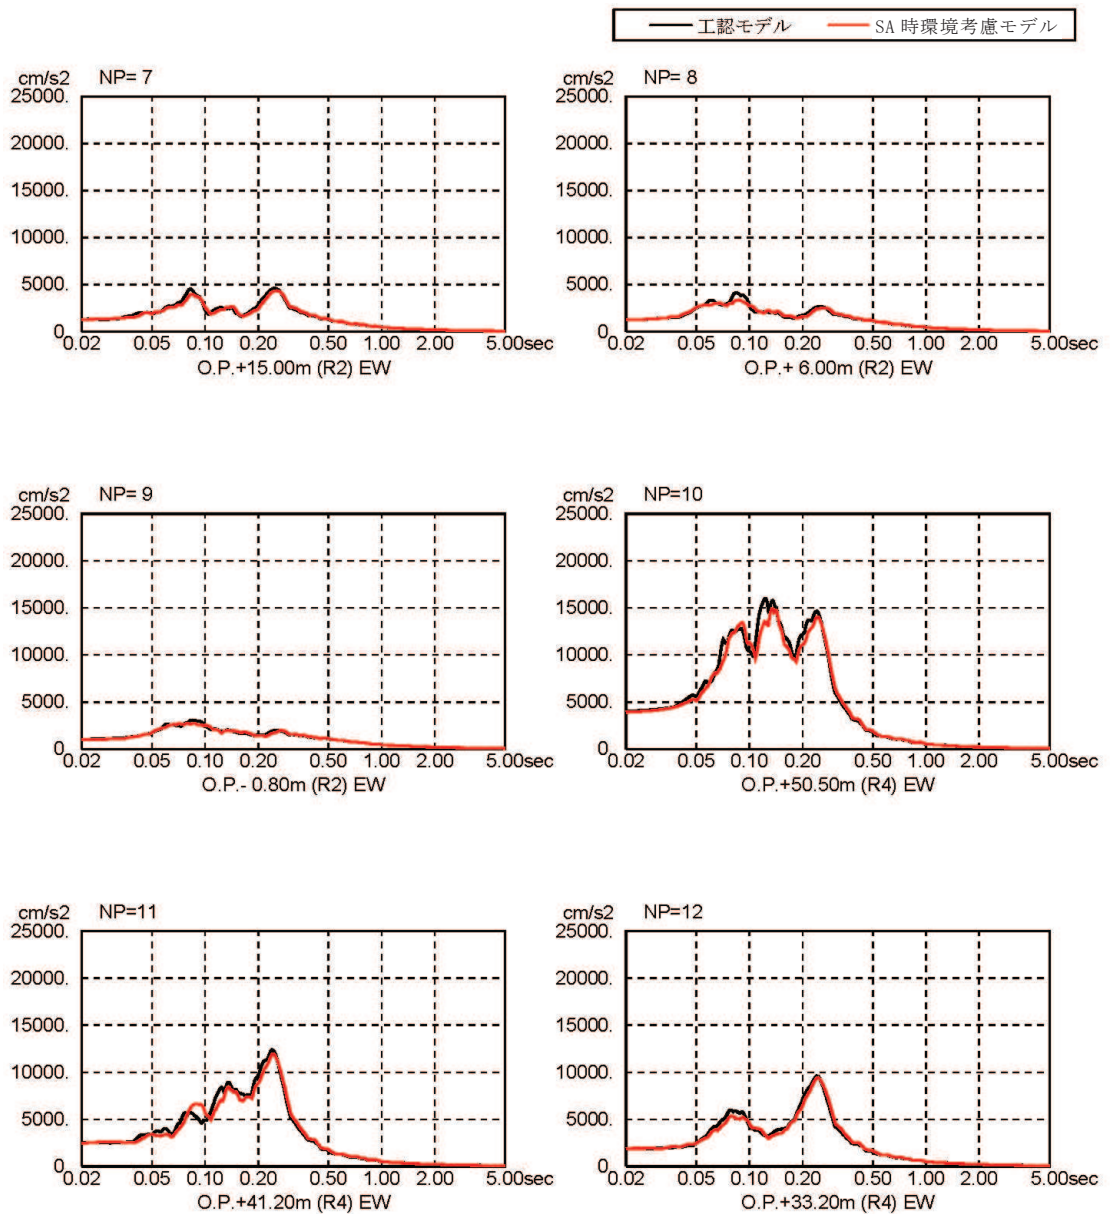 工認モデル SA 時環境考慮モデル
cm/s2 NP= 7
25000.
20000.
15000.
10000.
5000.
0.
0.02 0.05 0.10 0.20 0.50 1.00 2.00 5.00sec
O.P.+15.00m (R2) EW
cm/s2 NP= 8
25000.
20000.
15000.
10000.
5000.
0.
0.02 0.05 0.10 0.20 0.50 1.00 2.00 5.00sec
O.P.+ 6.00m (R2) EW
cm/s2 NP= 9
25000.
20000.
15000.
10000.
5000.
0.
0.02 0.05 0.10 0.20 0.50 1.00 2.00 5.00sec
O.P.- 0.80m (R2) EW
cm/s2 NP=10
25000.
20000.
15000.
10000.
5000.
0.
0.02 0.05 0.10 0.20 0.50 1.00 2.00 5.00sec
O.P.+50.50m (R4) EW
cm/s2 NP=11
25000.
20000.
15000.
10000.
5000.
0.
0.02 0.05 0.10 0.20 0.50 1.00 2.00 5.00sec
O.P.+41.20m (R4) EW
cm/s2 NP=12
25000.
20000.
15000.
10000.
5000.
0.
0.02 0.05 0.10 0.20 0.50 1.00 2.00 5.00sec
O.P.+33.20m (R4) EW